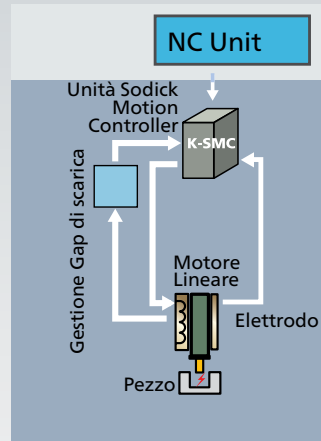 NC Unit
Unità Sodick
Motion
Controller
K-SMC
Gestione Gap di scarica
Motore
Lineare
Elettrodo
Pezzo